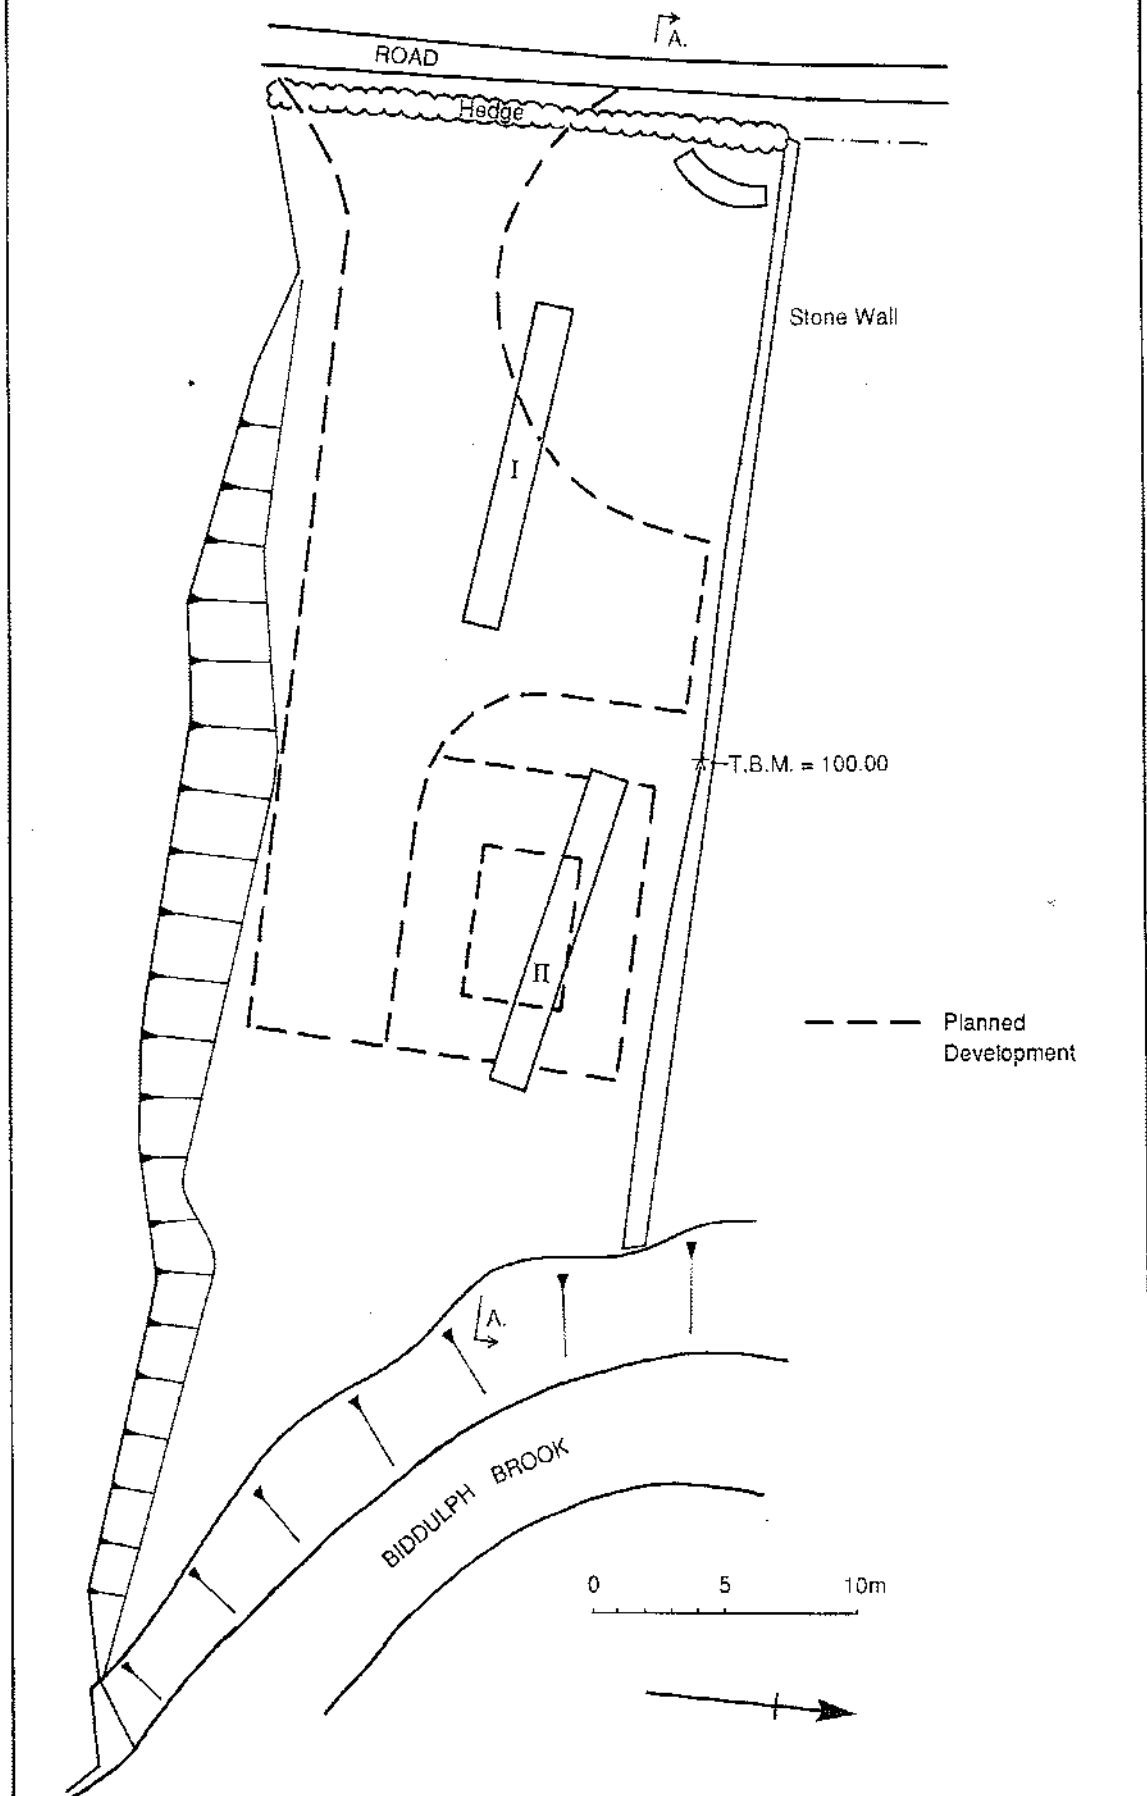 A.
ROAD
Hedge
Stone Wall
I
T.B.M. = 100.00
II
Planned
Development
A.
BIDDULPH BROOK
0 5 10m